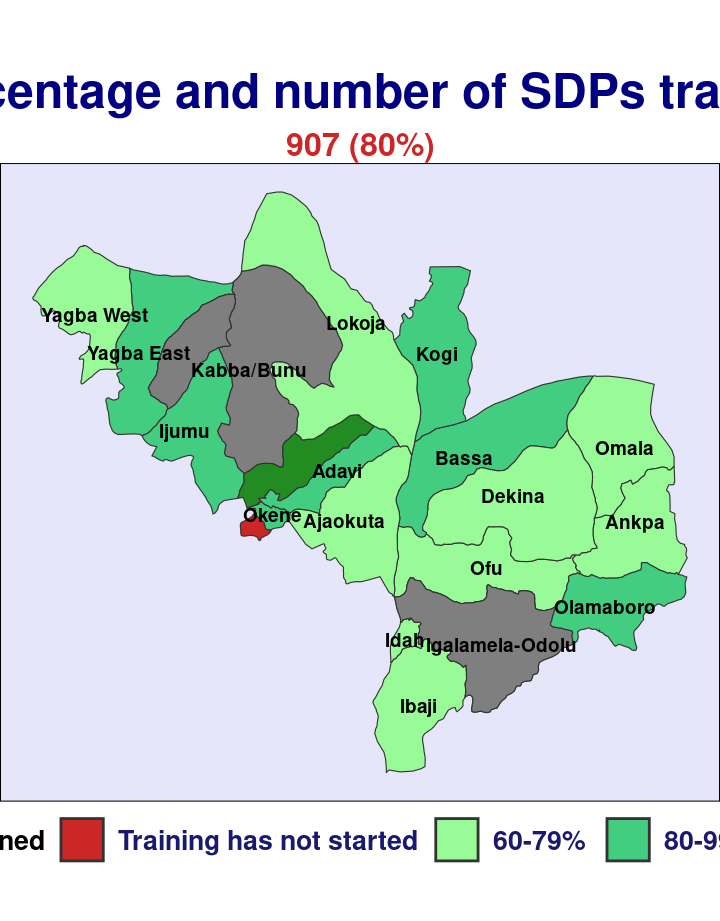 centage and number of SDPs tra
907 (80%)
Yagba West
Lokoja
Yagba East
Kogi
Kabba/Bunu
Ijumu
Omala
Bassa
Adavi
Dekina
Okene
Ajaokuta
Ankpa
Ofu
Olamaboro
Idah
Igalamela-Odolu
Ibaji
ned Training has not started 60-79% 80-9